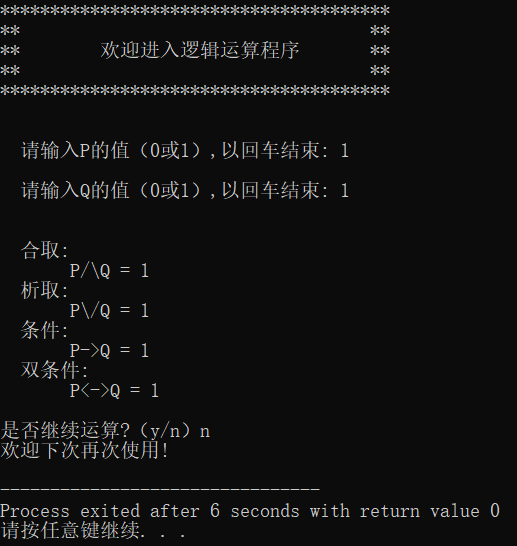 ***************************************
**                                   **
**        欢迎进入逻辑运算程序       **
**                                   **
***************************************
请输入P的值（0或1）,以回车结束: 1
请输入Q的值（0或1）,以回车结束: 1
合取:
P/\Q = 1
析取:
P\/Q = 1
条件:
P->Q = 1
双条件:
P<->Q = 1
是否继续运算?（y/n）n
欢迎下次再次使用!
--------------------------------
Process exited after 6 seconds with return value 0
请按任意键继续. . .